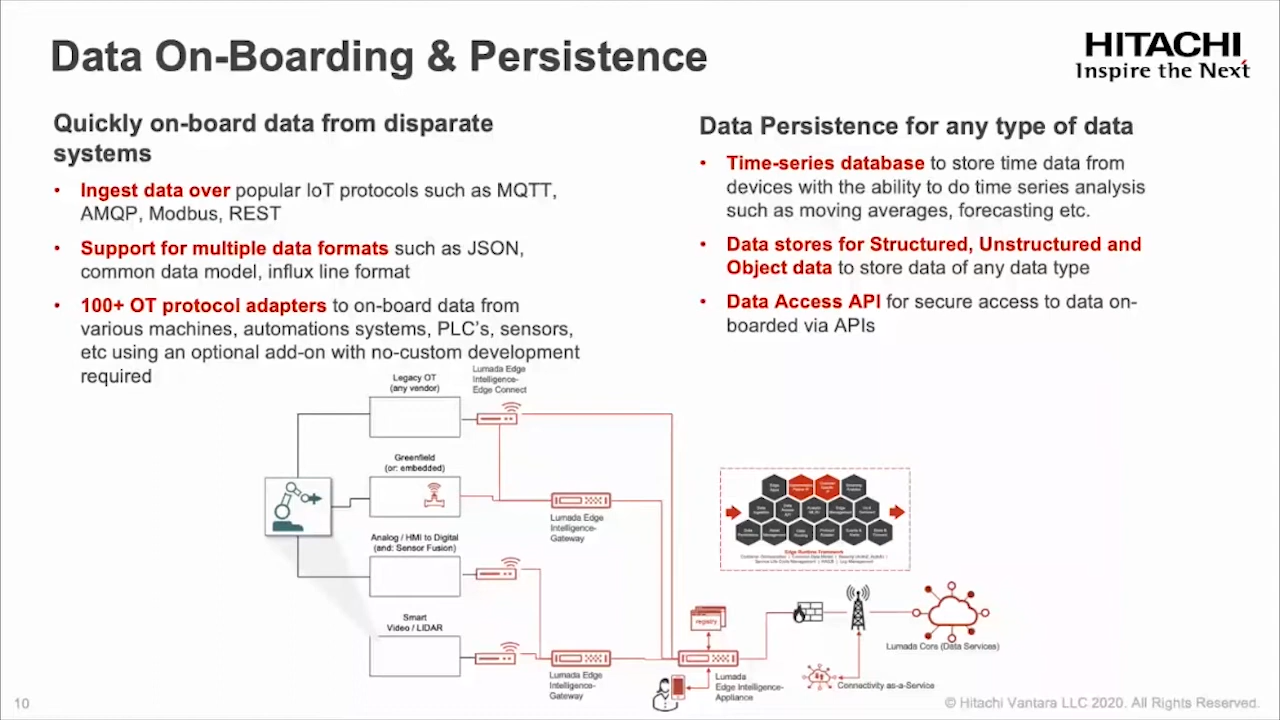 Data On-Boarding & Persistence
HITACHI
Inspire the Next
Quickly on-board data from disparate
systems
• Ingest data over popular IoT protocols such as MQTT,
AMQP, Modbus, REST
• Support for multiple data formats such as JSON,
common data model, influx line format
• 100+ OT protocol adapters to on-board data from
various machines, automations systems, PLC's, sensors,
etc using an optional add-on with no-custom development
required
Data Persistence for any type of data
• Time-series database to store time data from
devices with the ability to do time series analysis
such as moving averages, forecasting etc.
• Data stores for Structured, Unstructured and
Object data to store data of any data type
• Data Access API for secure access to data on-
boarded via APIs
Legacy OT
(any vendor)
Lumada Edge
Intelligence-
Edge Connect
Greenfield
(or: embedded)
Lumada Edge
Intelligence-
Gateway
Analog / HMI to Digital
(and: Sensor Fusion)
Smart
Video / LIDAR
Lumada Edge
Intelligence-
Gateway
registry
Lumada
Edge Intelligence-
Appliance
Edge Runtime Framework
Connectivity as-a-Service
Lumada Core (Data Services)
10
© Hitachi Vantara LLC 2020. All Rights Reserved.